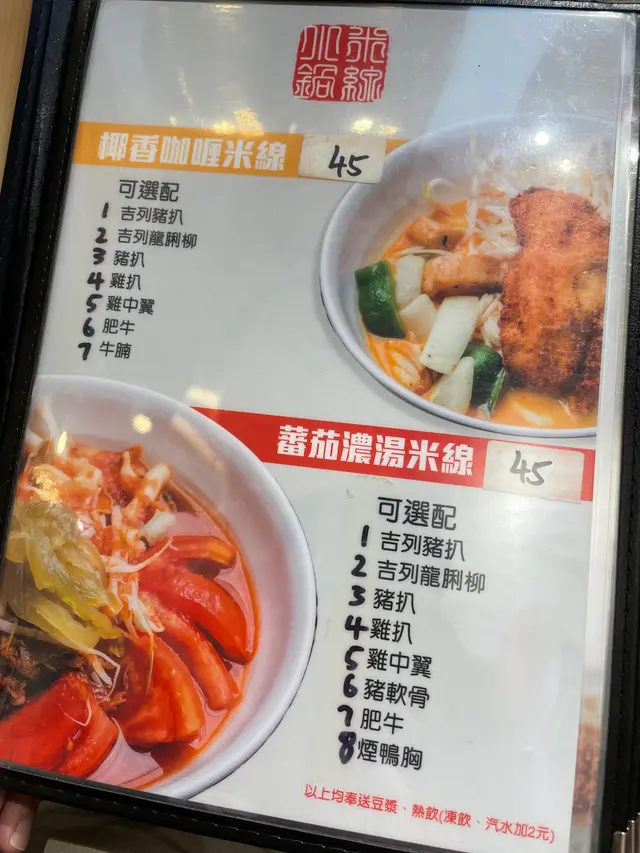 小鍋米線
椰香咖喱米線 45
可選配
1 吉列豬扒
2 吉列龍脷柳
3 豬扒
4 雞扒
5 雞中翼
6 肥牛
7 牛腩
蕃茄濃湯米線 45
可選配
1 吉列豬扒
2 吉列龍脷柳
3 豬扒
4 雞扒
5 雞中翼
6 豬軟骨
7 肥牛
8 煙鴨胸
以上均奉送豆漿、熱飲(凍飲、汽水加2元)